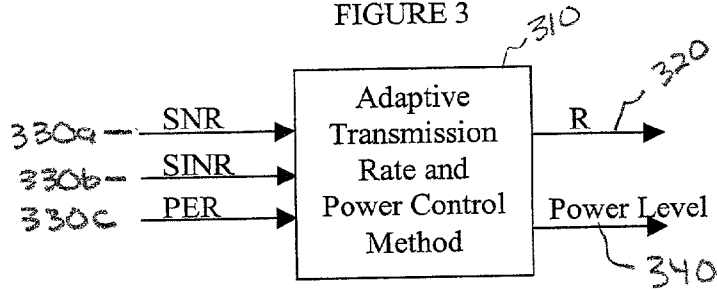 FIGURE 3
310
320
330a
SNR
330b
SINR
330c
PER
Adaptive
Transmission
Rate and
Power Control
Method
R
Power Level
340